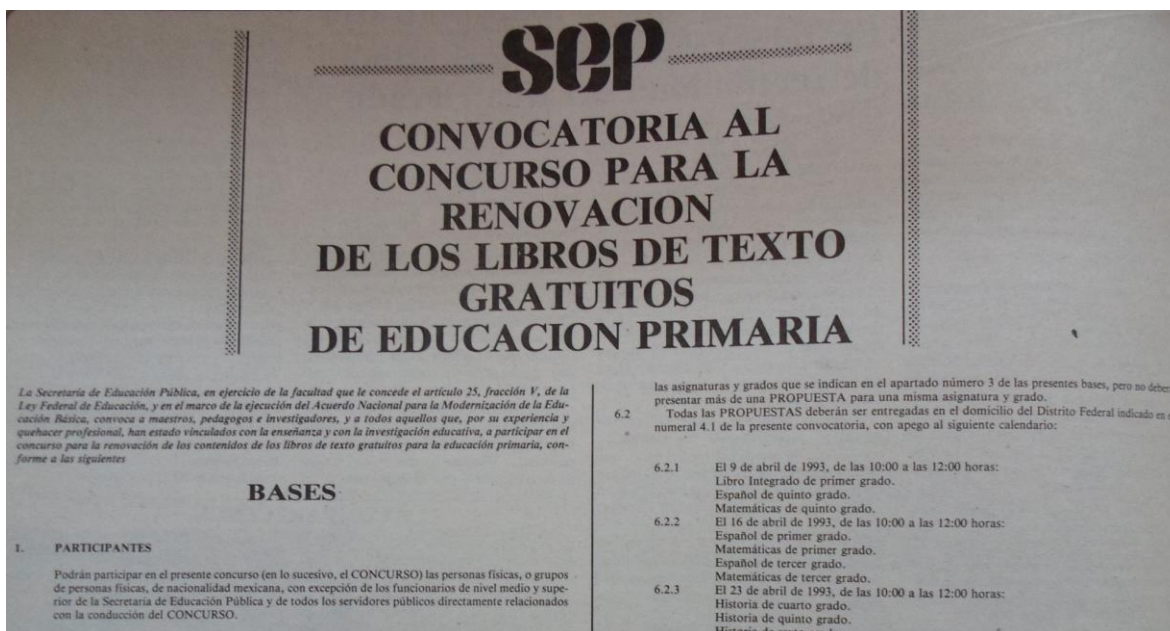 sep
CONVOCATORIA AL
CONCURSO PARA LA
RENOVACION
DE LOS LIBROS DE TEXTO
GRATUITOS
DE EDUCACION PRIMARIA
La Secretaría de Educación Pública, en ejercicio de la facultad que le concede el artículo 25, fracción V, de la
Ley Federal de Educación, y en el marco de la ejecución del Acuerdo Nacional para la Modernización de la Edu-
cación Básica, convoca a maestros, pedagogos e investigadores, y a todos aquellos que, por su experiencia y
quehacer profesional, han estado vinculados con la enseñanza y con la investigación educativa, a participar en el
concurso para la renovación de los contenidos de los libros de texto gratuitos para la educación primaria, con-
forme a las siguientes
BASES
1. PARTICIPANTES
Podrán participar en el presente concurso (en lo sucesivo, el CONCURSO) las personas físicas, o grupos
de personas físicas, de nacionalidad mexicana, con excepción de los funcionarios de nivel medio y supe-
rior de la Secretaría de Educación Pública y de todos los servidores públicos directamente relacionados
con la conducción del CONCURSO.
las asignaturas y grados que se indican en el apartado número 3 de las presentes bases, pero no deber
presentar más de una PROPUESTA para una misma asignatura y grado.
6.2 Todas las PROPUESTAS deberán ser entregadas en el domicilio del Distrito Federal indicado en
numeral 4.1 de la presente convocatoria, con apego al siguiente calendario:
6.2.1 El 9 de abril de 1993, de las 10:00 a las 12:00 horas:
Libro Integrado de primer grado.
Español de quinto grado.
Matemáticas de quinto grado.
6.2.2 El 16 de abril de 1993, de las 10:00 a las 12:00 horas:
Español de primer grado.
Matemáticas de primer grado.
Español de tercer grado.
Matemáticas de tercer grado.
6.2.3 El 23 de abril de 1993, de las 10:00 a las 12:00 horas:
Historia de cuarto grado.
Historia de quinto grado.